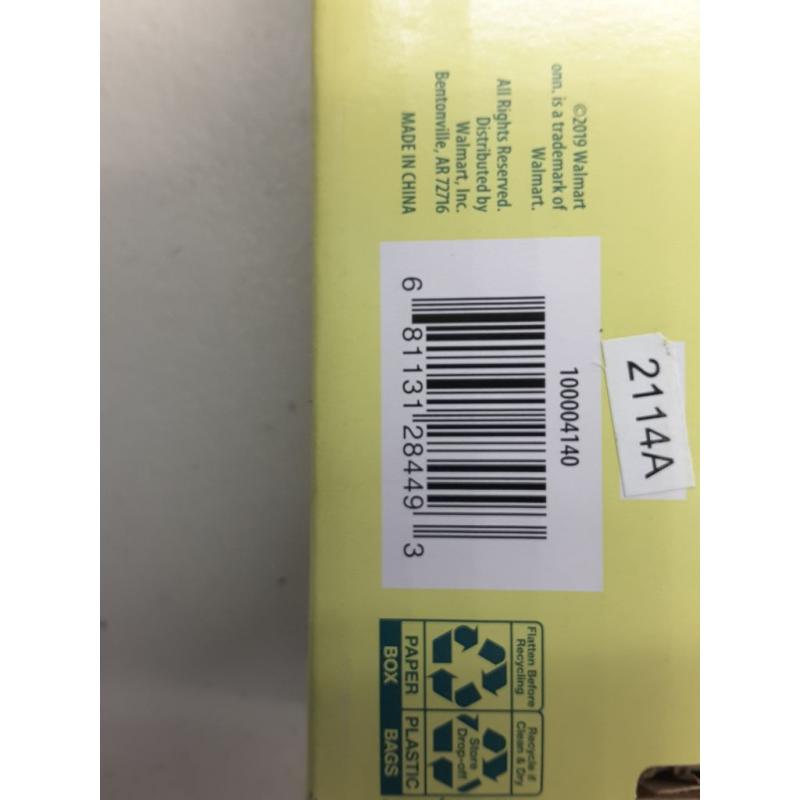 ©2019 Walmart
onn. is a trademark of
Walmart.
All Rights Reserved.
Distributed by
Walmart, Inc.
Bentonville, AR 72716
MADE IN CHINA
2114A
100004140
6 81131 28449 3
Flatten Before
Recycling
PAPER
BOX
Recycle if
Clean & Dry
Store
Drop-off
PLASTIC
BAGS